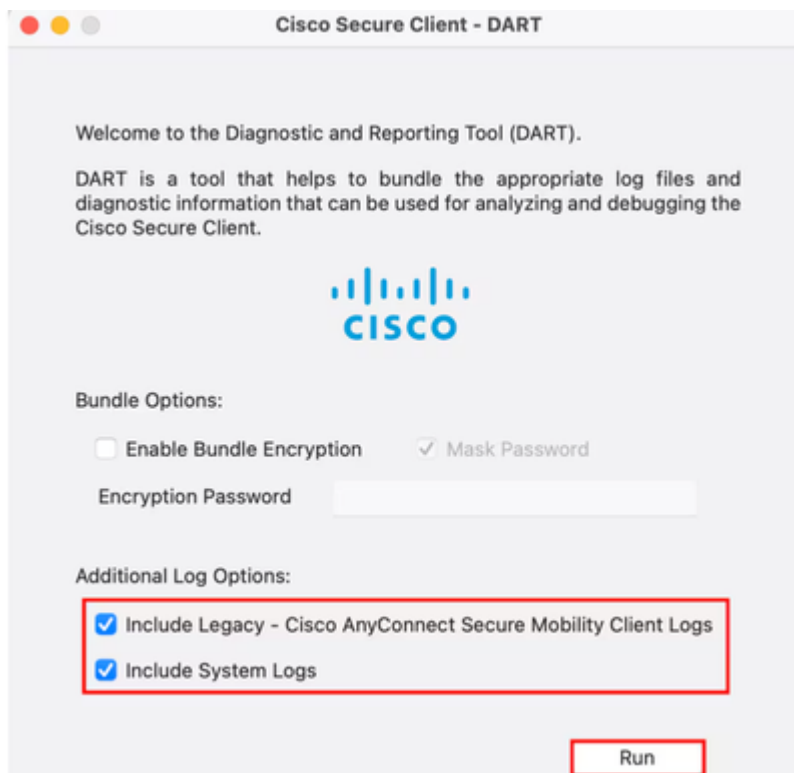 Cisco Secure Client - DART
Welcome to the Diagnostic and Reporting Tool (DART).
DART is a tool that helps to bundle the appropriate log files and
diagnostic information that can be used for analyzing and debugging the
Cisco Secure Client.
CISCO
Bundle Options:
Enable Bundle Encryption Mask Password
Encryption Password
Additional Log Options:
Include Legacy - Cisco AnyConnect Secure Mobility Client Logs
Include System Logs
Run